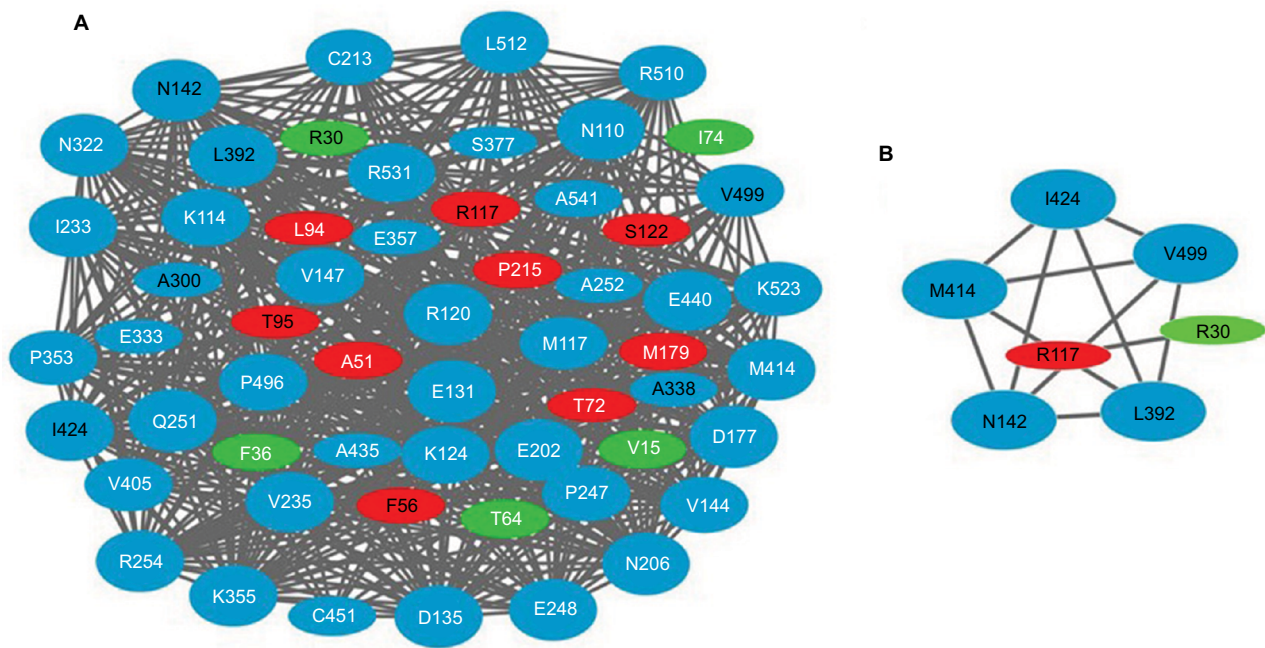 A
L512
C213
R510
N142
N110
R30
I74
S377
N322
L392
R531
V499
A541
R117
K114
I233
L94
S122
E357
P215
V147
A300
A252
K523
E440
R120
T95
E333
M117
M179
P353
A51
M414
P496
E131
A338
T72
Q251
I424
D177
E202
V15
F36
A435
K124
V405
P247
V235
F56
V144
T64
R254
N206
K355
E248
C451
D135
B
I424
V499
M414
R30
R117
L392
N142